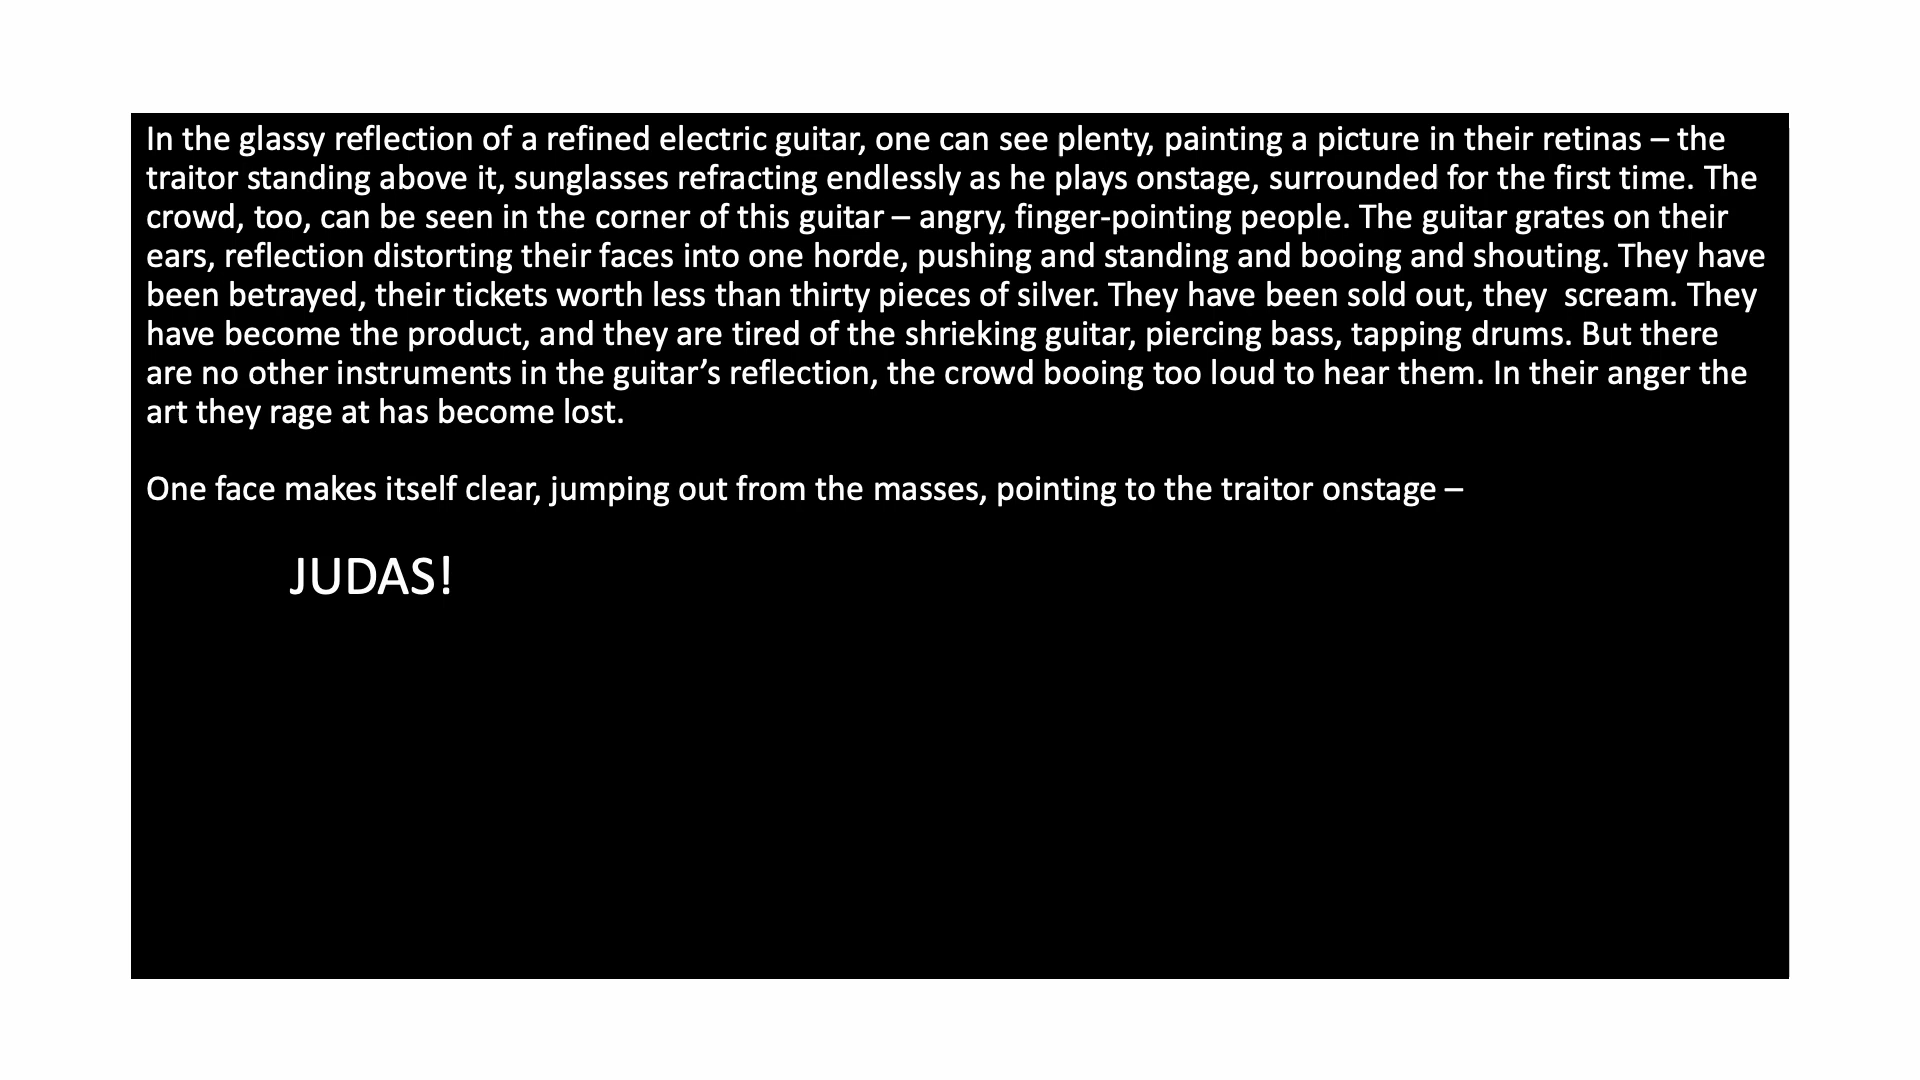 In the glassy reflection of a refined electric guitar, one can see plenty, painting a picture in their retinas – the
traitor standing above it, sunglasses refracting endlessly as he plays onstage, surrounded for the first time. The
crowd, too, can be seen in the corner of this guitar – angry, finger-pointing people. The guitar grates on their
ears, reflection distorting their faces into one horde, pushing and standing and booing and shouting. They have
been betrayed, their tickets worth less than thirty pieces of silver. They have been sold out, they  scream. They
have become the product, and they are tired of the shrieking guitar, piercing bass, tapping drums. But there
are no other instruments in the guitar’s reflection, the crowd booing too loud to hear them. In their anger the
art they rage at has become lost.
One face makes itself clear, jumping out from the masses, pointing to the traitor onstage –
JUDAS!